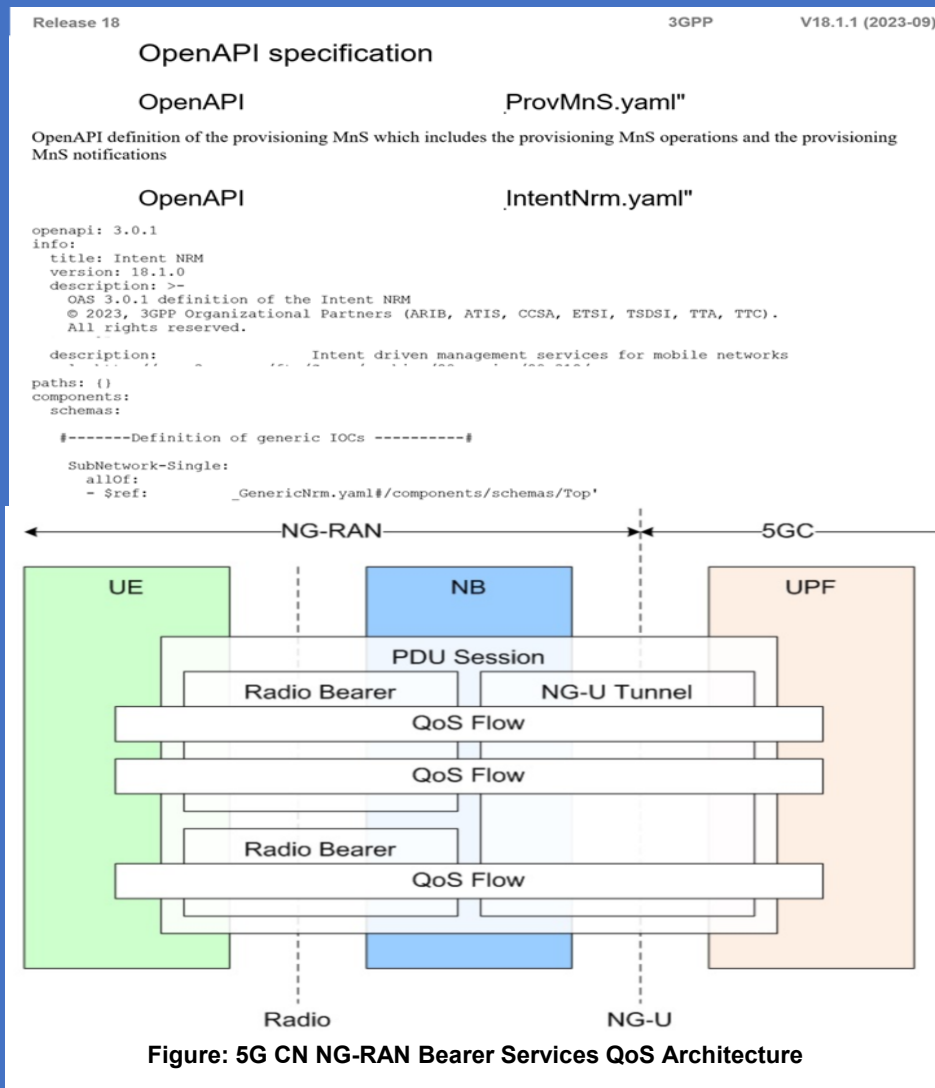 Release 18 3GPP V18.1.1 (2023-09)
OpenAPI specification
OpenAPI ProvMnS.yaml"
OpenAPI definition of the provisioning MnS which includes the provisioning MnS operations and the provisioning
MnS notifications
OpenAPI IntentNrm.yaml"
openapi: 3.0.1
info:
title: Intent NRM
version: 18.1.0
description: >-
OAS 3.0.1 definition of the Intent NRM
© 2023, 3GPP Organizational Partners (ARIB, ATIS, CCSA, ETSI, TSDSI, TTA, TTC).
All rights reserved.
description: Intent driven management services for mobile networks
paths: {}
components:
schemas:
#-------Definition of generic IOCs ----------#
SubNetwork-Single:
allOf:
- $ref: _GenericNrm.yaml#/components/schemas/Top'
NG-RAN 5GC
UE NB UPF
PDU Session
Radio Bearer NG-U Tunnel
QoS Flow
QoS Flow
Radio Bearer
QoS Flow
Radio NG-U
Figure: 5G CN NG-RAN Bearer Services QoS Architecture